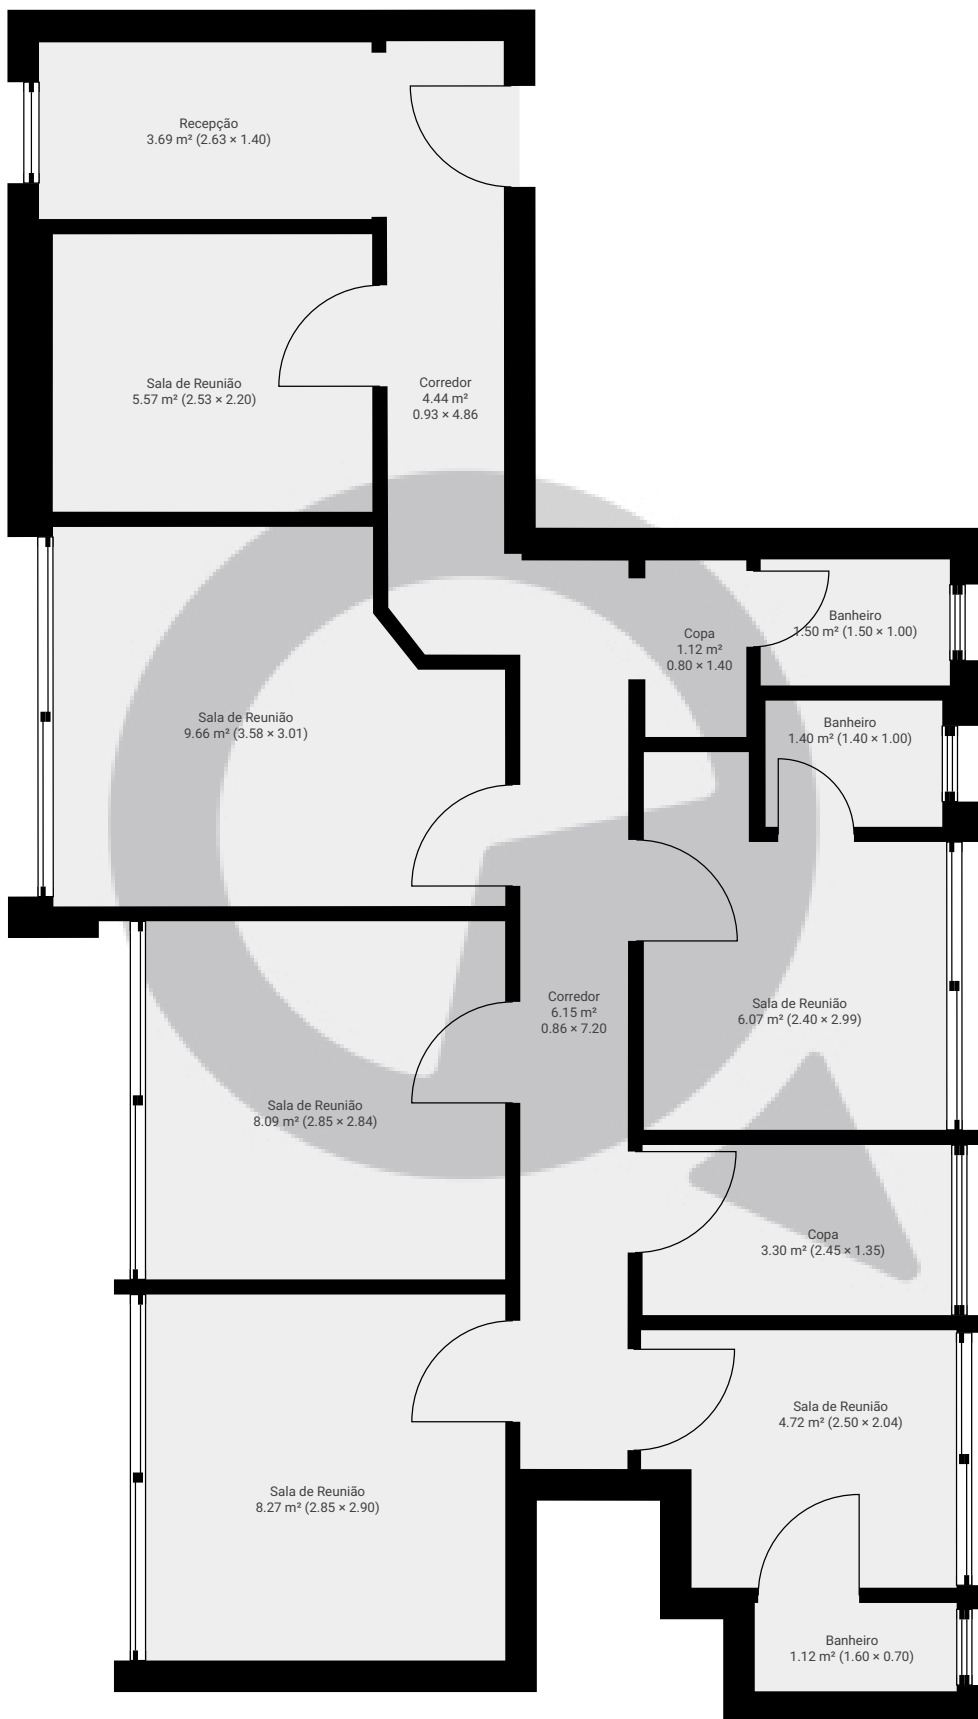 Recepção
3.69 m² (2.63 × 1.40)
Sala de Reunião
5.57 m² (2.53 × 2.20)
Corredor
4.44 m²
0.93 × 4.86
Copa
1.12 m²
0.80 × 1.40
Banheiro
1.50 m² (1.50 × 1.00)
Banheiro
1.40 m² (1.40 × 1.00)
Sala de Reunião
9.66 m² (3.58 × 3.01)
Corredor
6.15 m²
0.86 × 7.20
Sala de Reunião
6.07 m² (2.40 × 2.99)
Sala de Reunião
8.09 m² (2.85 × 2.84)
Copa
3.30 m² (2.45 × 1.35)
Sala de Reunião
4.72 m² (2.50 × 2.04)
Sala de Reunião
8.27 m² (2.85 × 2.90)
Banheiro
1.12 m² (1.60 × 0.70)